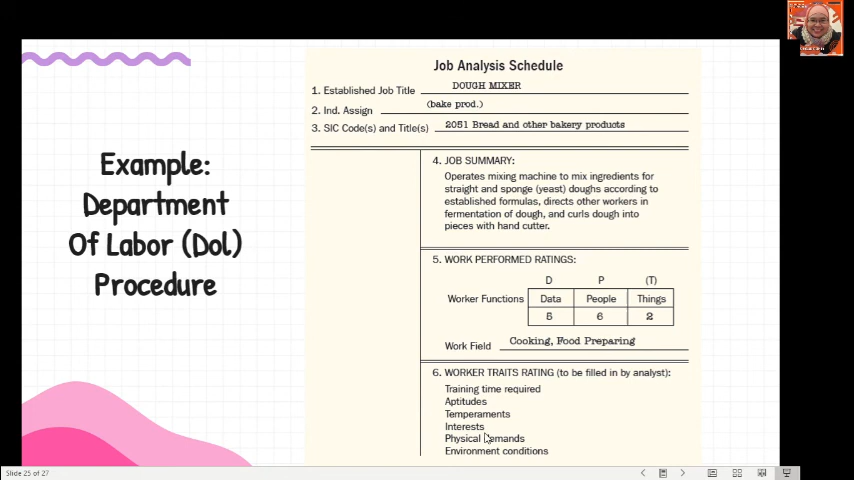 Example:
Department
Of Labor (Dol)
Procedure
Job Analysis Schedule
1. Established Job Title DOUGH MIXER
2. Ind. Assign (bake prod.)
3. SIC Code(s) and Title(s) 2051 Bread and other bakery products
4. JOB SUMMARY:
Operates mixing machine to mix ingredients for
straight and sponge (yeast) doughs according to
established formulas, directs other workers in
fermentation of dough, and curls dough into
pieces with hand cutter.
5. WORK PERFORMED RATINGS:
D P (T)
Worker Functions Data People Things
5 6 2
Work Field Cooking, Food Preparing
6. WORKER TRAITS RATING (to be filled in by analyst):
Training time required
Aptitudes
Temperaments
Interests
Physical demands
Environment conditions
Slide 25 of 27